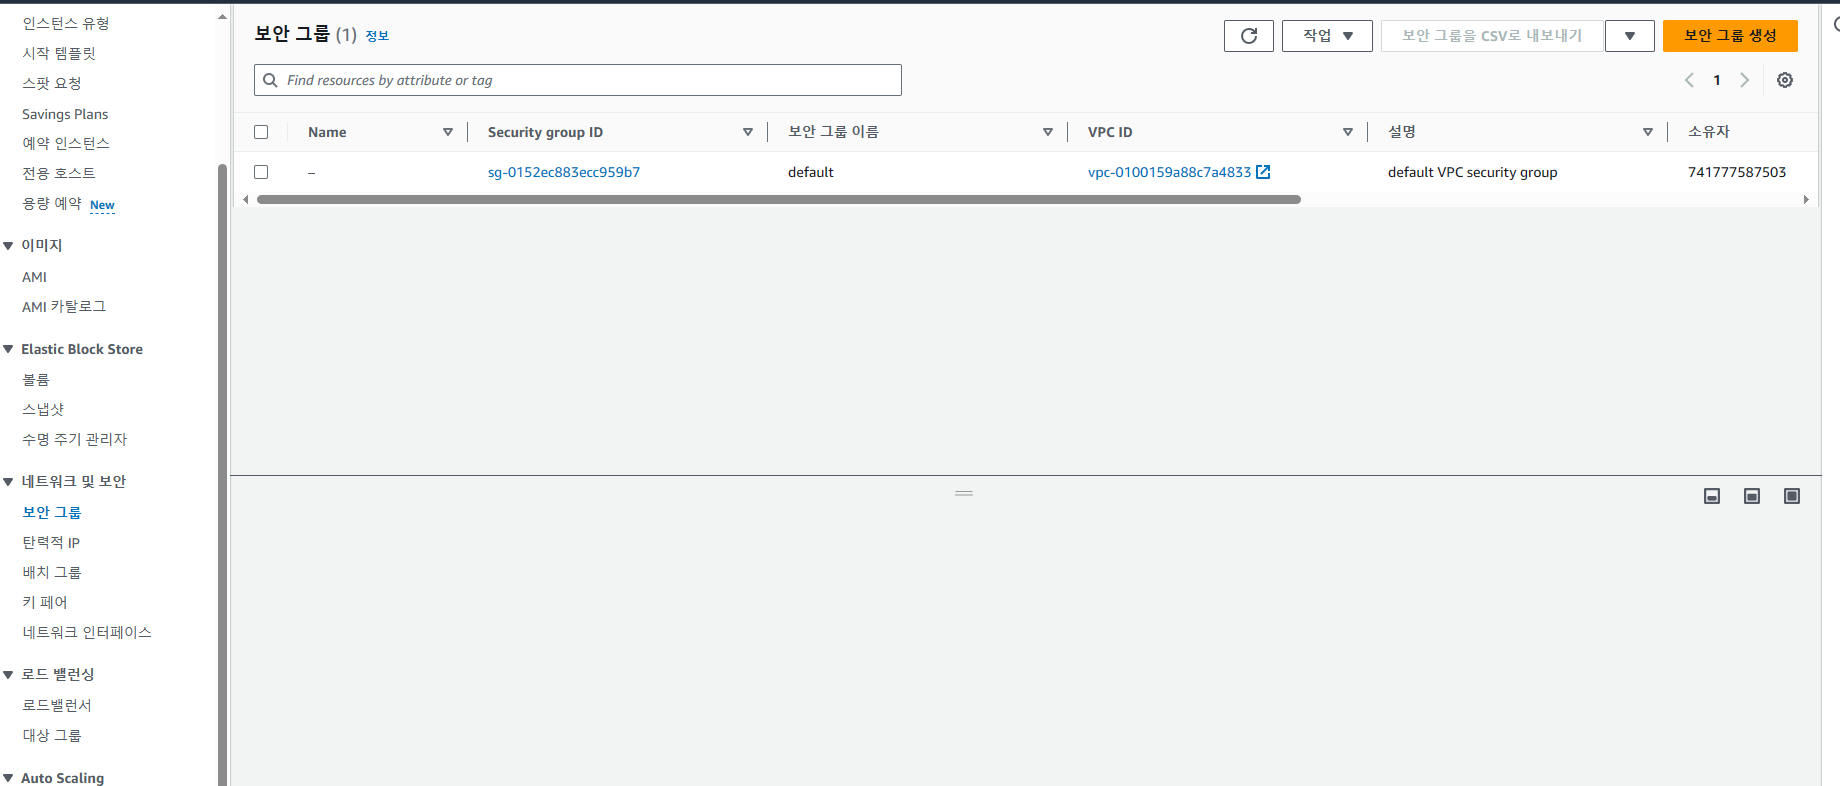 인스턴스 유형
시작 템플릿
스팟 요청
Savings Plans
예약 인스턴스
전용 호스트
용량 예약 New
이미지
AMI
AMI 카탈로그
Elastic Block Store
볼륨
스냅샷
수명 주기 관리자
네트워크 및 보안
보안 그룹
탄력적 IP
배치 그룹
키 페어
네트워크 인터페이스
로드 밸런싱
로드밸런서
대상 그룹
Auto Scaling
보안 그룹 (1) 정보
작업
보안 그룹을 CSV로 내보내기
보안 그룹 생성
Find resources by attribute or tag
1
Name Security group ID 보안 그룹 이름 VPC ID 설명 소유자
– sg-0152ec883ecc959b7 default vpc-0100159a88c7a4833 default VPC security group 741777587503